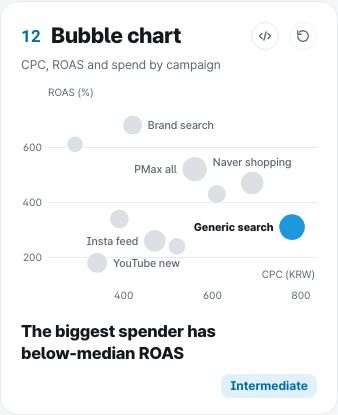 12 Bubble chart
CPC, ROAS and spend by campaign
ROAS (%)
Brand search
600
PMax all
Naver shopping
400
Generic search
Insta feed
200
YouTube new
CPC (KRW)
400 600 800
The biggest spender has
below-median ROAS
Intermediate